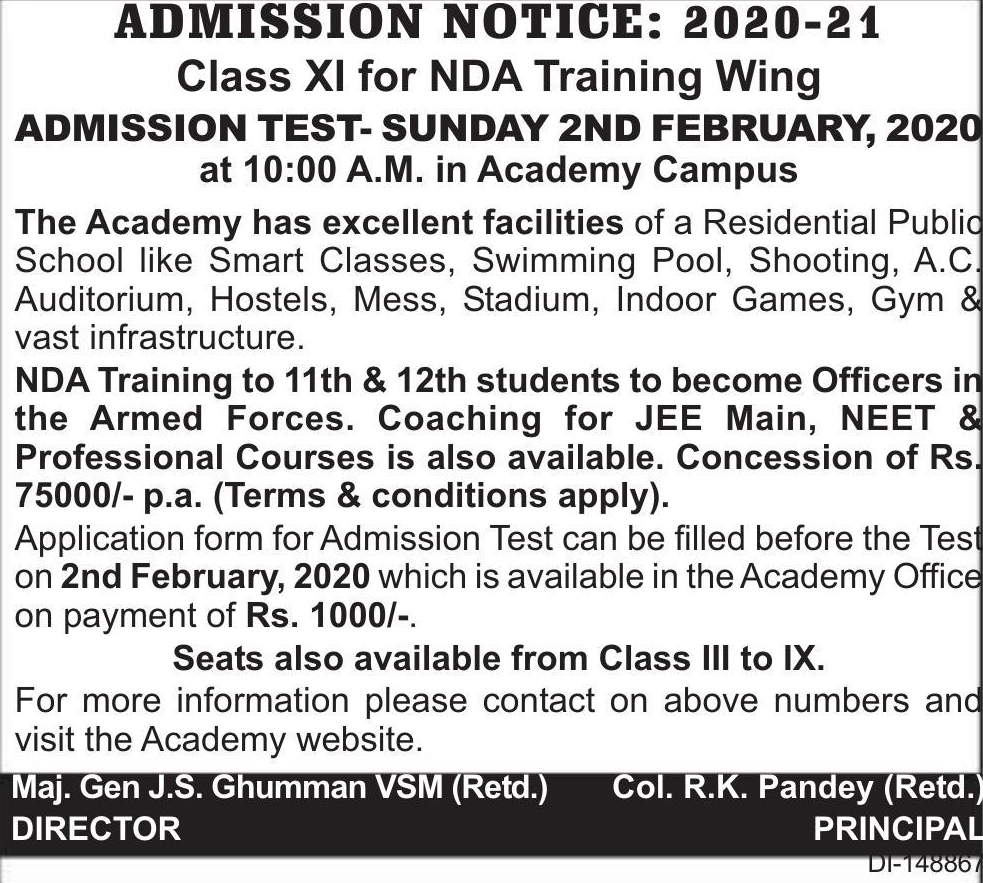 ADMISSION NOTICE: 2020-21
Class XI for NDA Training Wing
ADMISSION TEST- SUNDAY 2ND FEBRUARY, 2020
at 10:00 A.M. in Academy Campus
The Academy has excellent facilities of a Residential Public
School like Smart Classes, Swimming Pool, Shooting, A.C.
Auditorium, Hostels, Mess, Stadium, Indoor Games, Gym &
vast infrastructure.
NDA Training to 11th & 12th students to become Officers in
the Armed Forces. Coaching for JEE Main, NEET &
Professional Courses is also available. Concession of Rs.
75000/- p.a. (Terms & conditions apply).
Application form for Admission Test can be filled before the Test
on 2nd February, 2020 which is available in the Academy Office
on payment of Rs. 1000/-.
Seats also available from Class III to IX.
For more information please contact on above numbers and
visit the Academy website.
Maj. Gen J.S. Ghumman VSM (Retd.) Col. R.K. Pandey (Retd.)
DIRECTOR PRINCIPAL
DI-148867